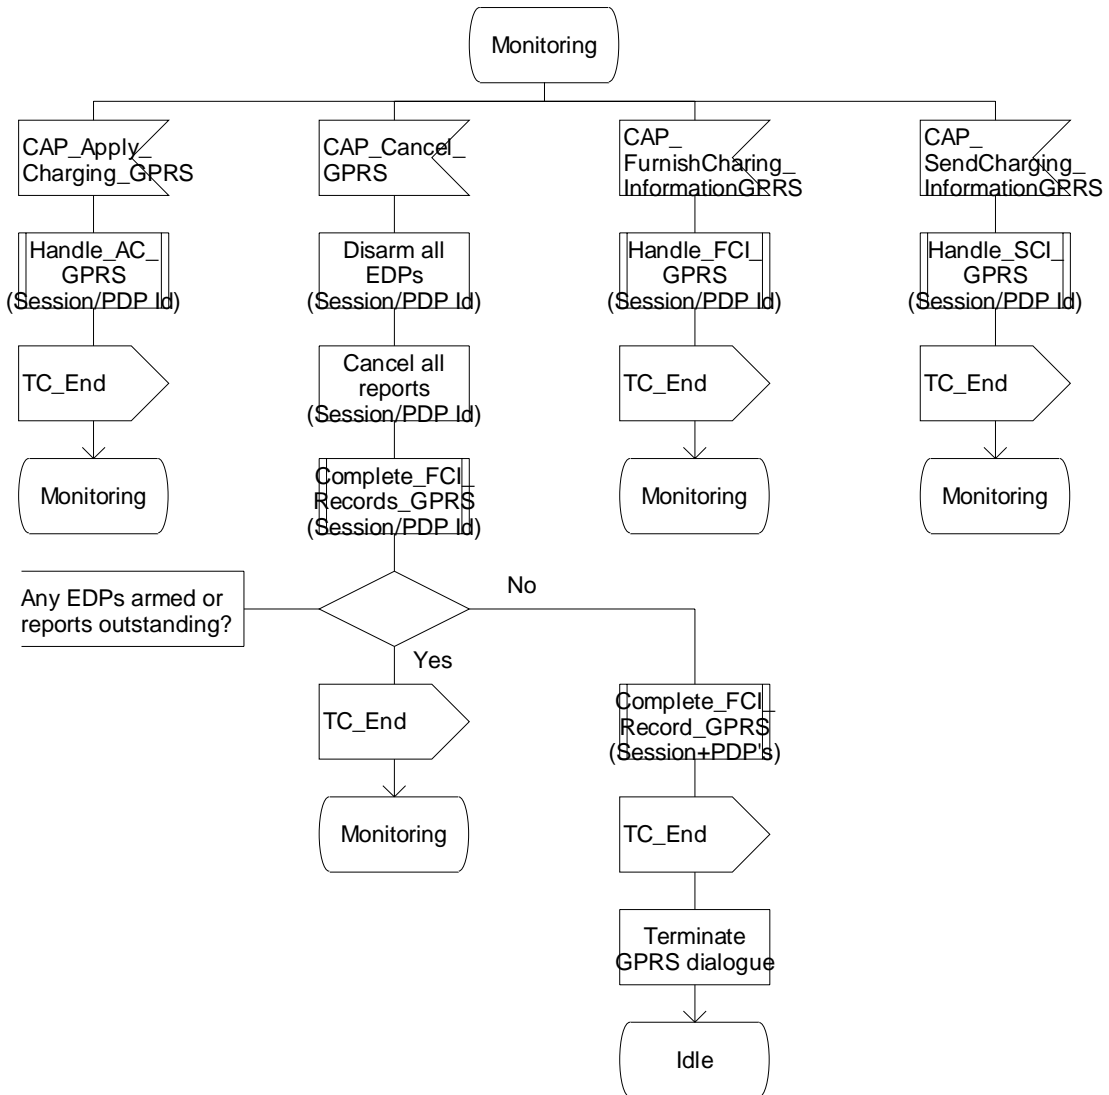 Monitoring
CAP_Apply_
Charging_GPRS
CAP_Cancel_
GPRS
CAP_
FurnishCharing_
InformationGPRS
CAP_
SendCharging_
InformationGPRS
Handle_AC_
GPRS
(Session/PDP Id)
Disarm all
EDPs
(Session/PDP Id)
Handle_FCI_
GPRS
(Session/PDP Id)
Handle_SCI_
GPRS
(Session/PDP Id)
TC_End
Cancel all
reports
(Session/PDP Id)
TC_End
TC_End
Monitoring
Complete_FCI_
Records_GPRS
(Session/PDP Id)
Monitoring
Monitoring
Any EDPs armed or
reports outstanding?
No
Yes
TC_End
Complete_FCI_
Record_GPRS
(Session+PDP's)
Monitoring
TC_End
Terminate
GPRS dialogue
Idle